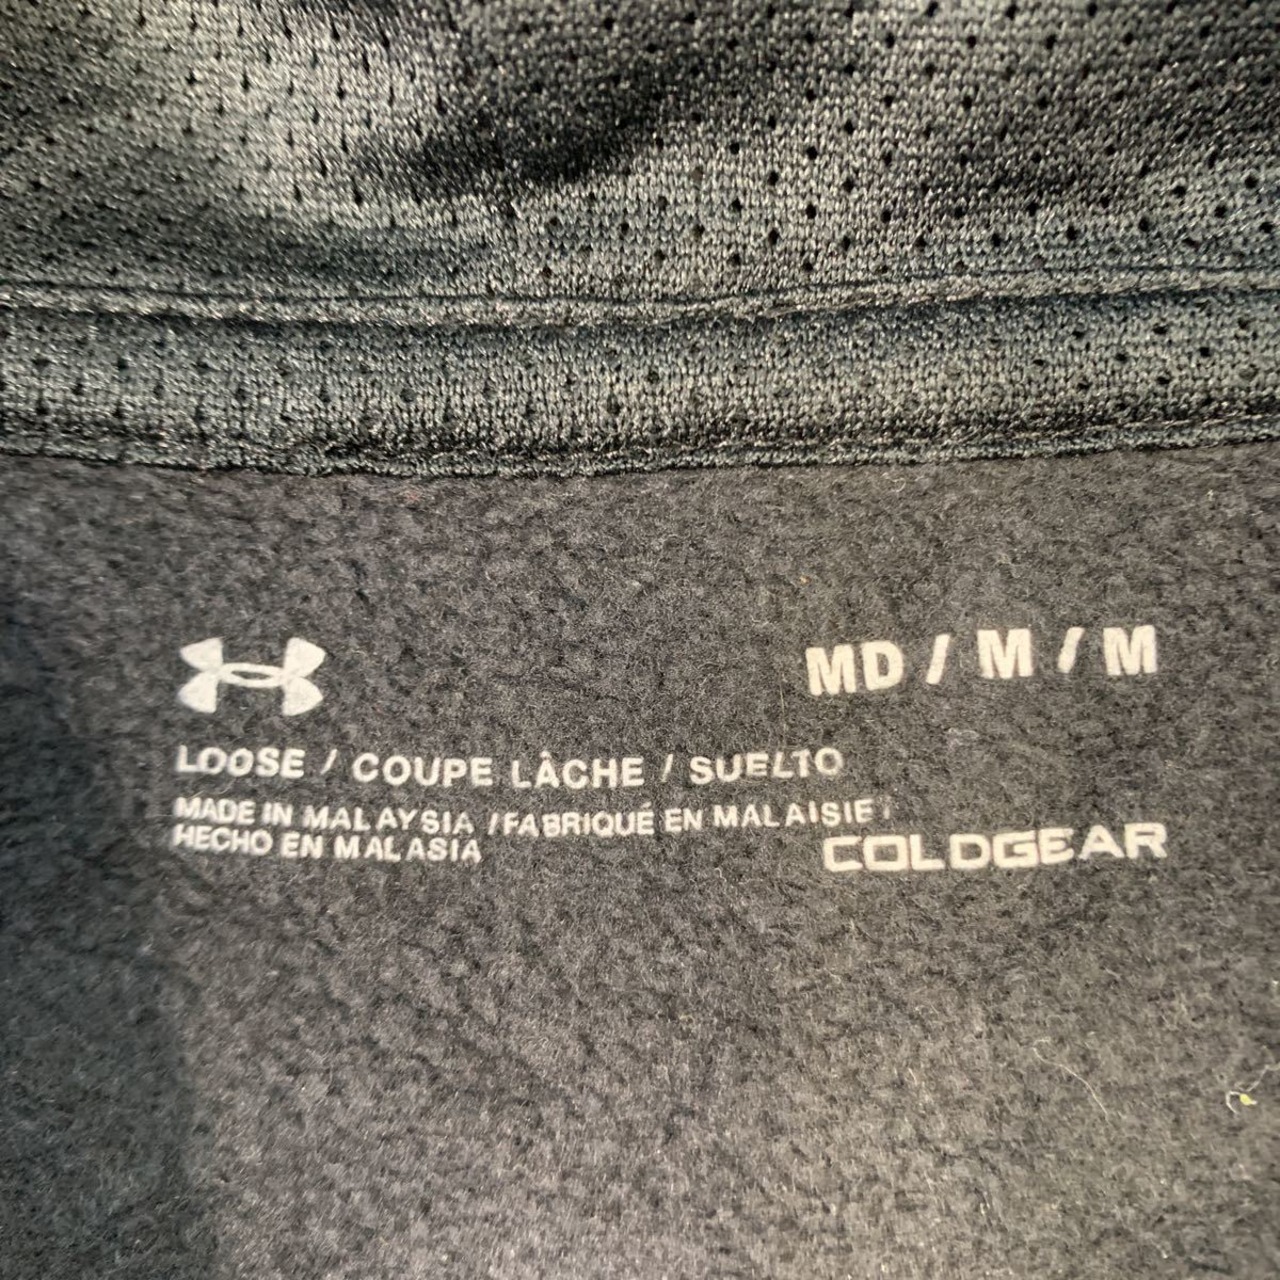 MD / M / M
LOOSE / COUPE LÂCHE / SUELTO
MADE IN MALAYSIA / FABRIQUÉ EN MALAISIE /
HECHO EN MALASIA
COLDGEAR